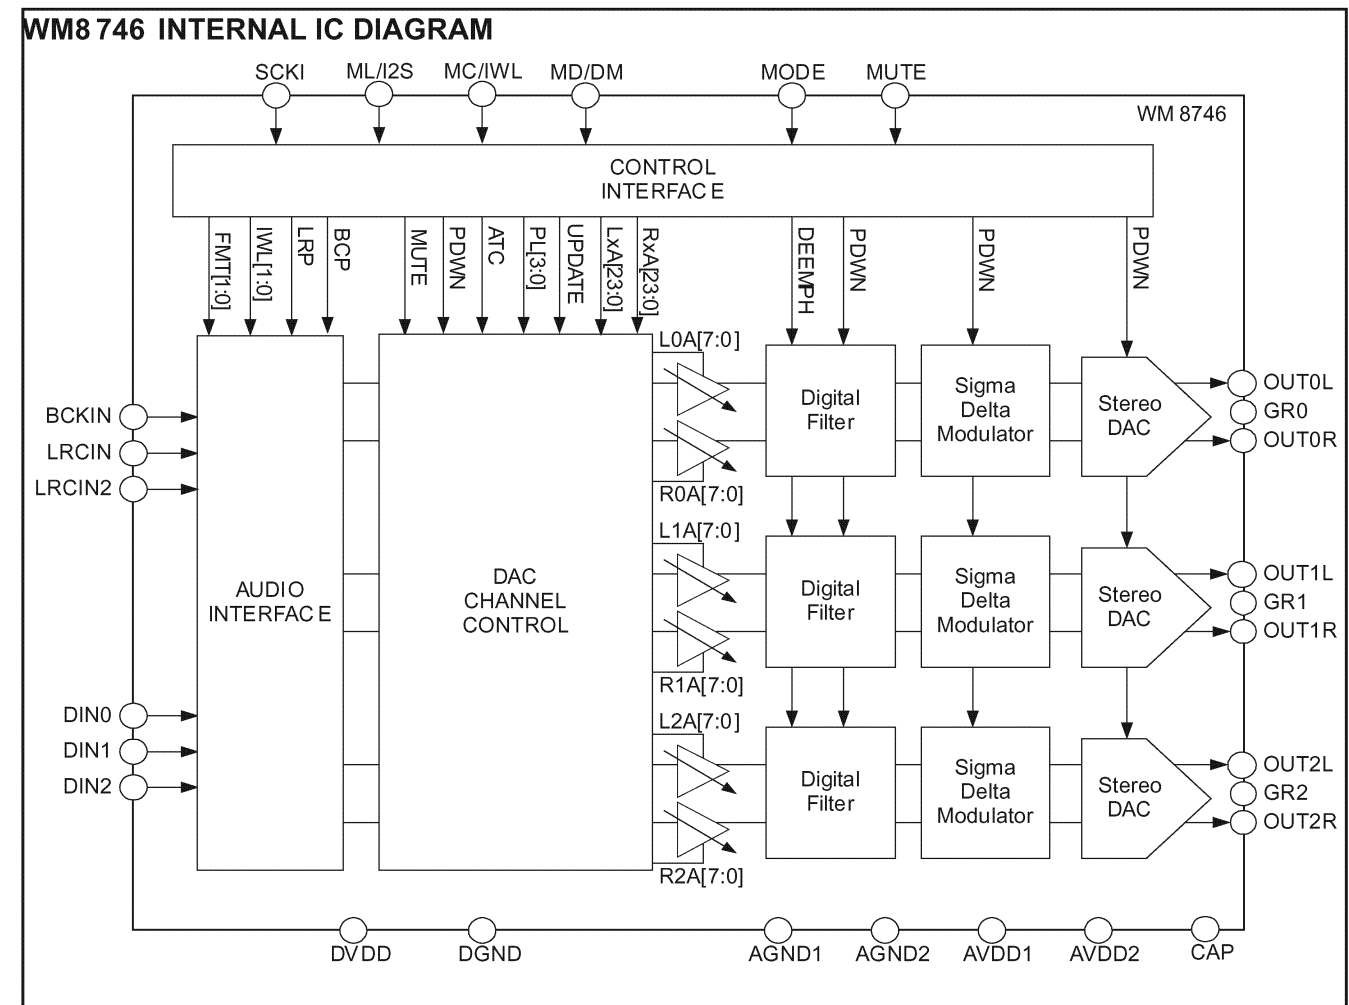 WM8746 INTERNAL IC DIAGRAM
SCKI
ML/I2S
MC/IWL
MD/DM
MODE
MUTE
WM8746
CONTROL
INTERFACE
FMT[1:0]
IWL[1:0]
LRP
BCP
MUTE
PDWN
ATC
PL[3:0]
UPDATE
LxA[23:0]
RxA[23:0]
DEEMPH
PDWN
PDWN
PDWN
BCKIN
LRCIN
LRCIN2
DIN0
DIN1
DIN2
AUDIO
INTERFACE
DAC
CHANNEL
CONTROL
L0A[7:0]
R0A[7:0]
Digital
Filter
Sigma
Delta
Modulator
Stereo
DAC
OUT0L
GR0
OUT0R
L1A[7:0]
R1A[7:0]
Digital
Filter
Sigma
Delta
Modulator
Stereo
DAC
OUT1L
GR1
OUT1R
L2A[7:0]
R2A[7:0]
Digital
Filter
Sigma
Delta
Modulator
Stereo
DAC
OUT2L
GR2
OUT2R
DVDD
DGND
AGND1
AGND2
AVDD1
AVDD2
CAP